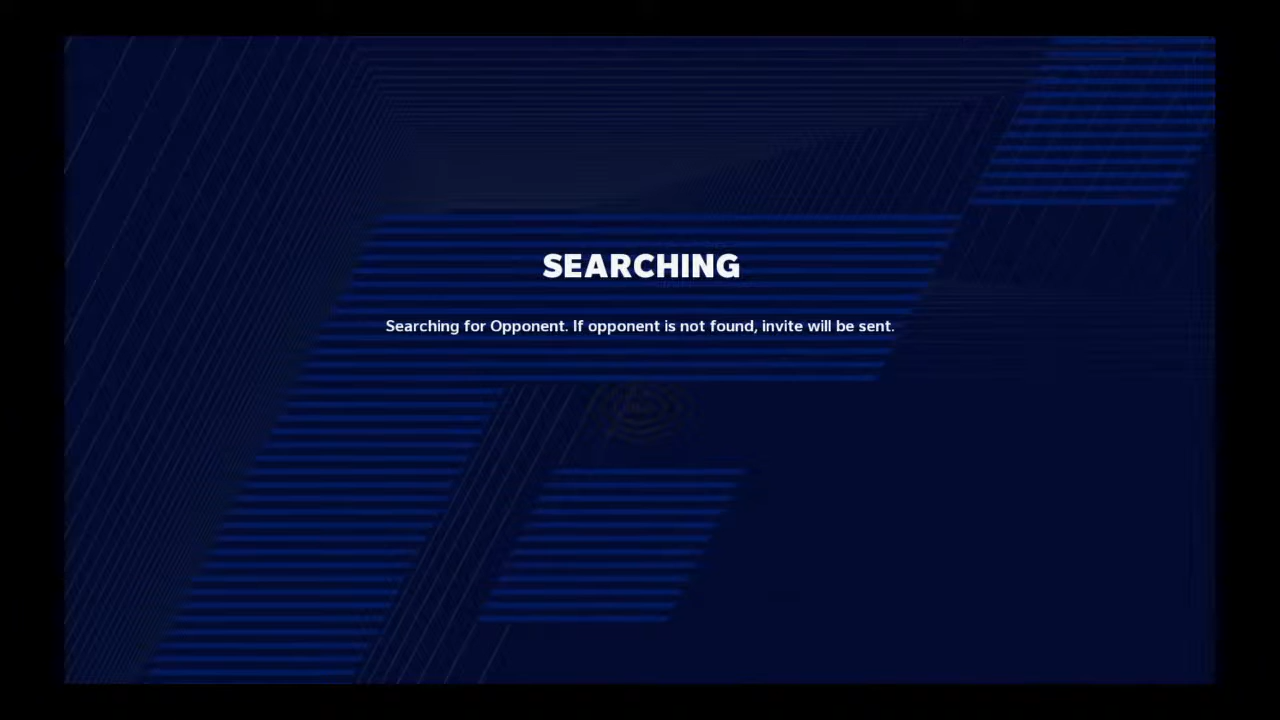 SEARCHING
Searching for Opponent. If opponent is not found, invite will be sent.